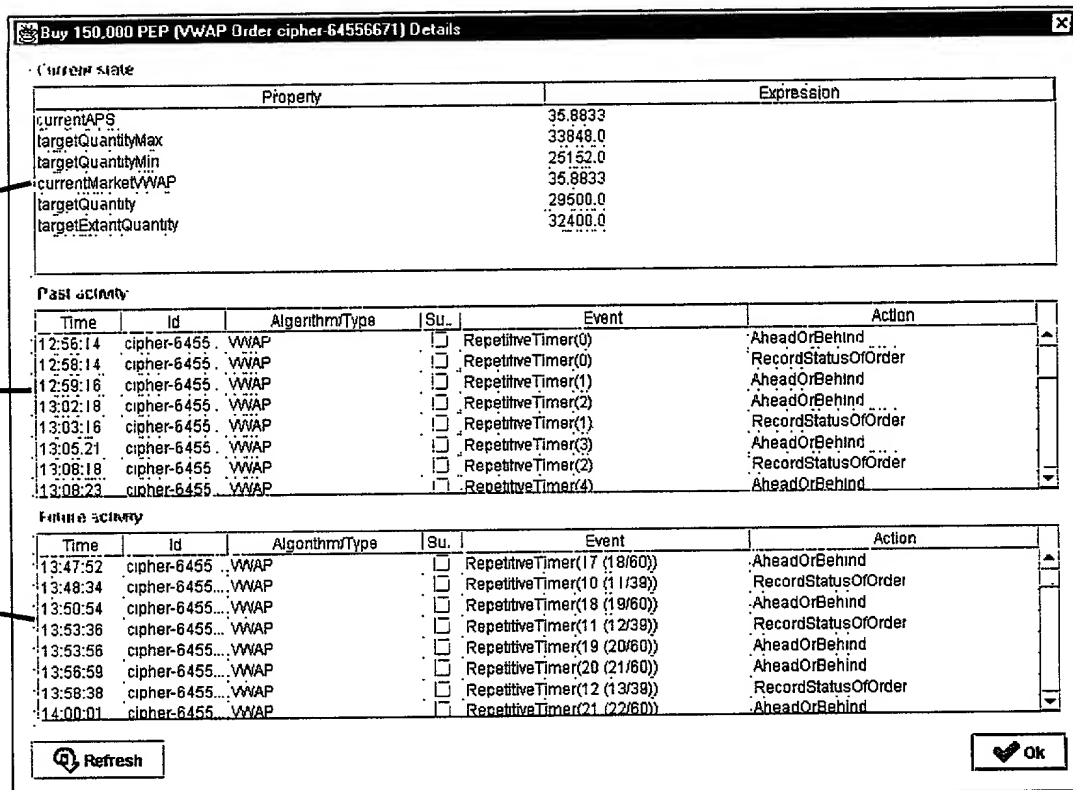 Buy 150,000 PEP (VWAP Order cipher-64556671) Details
Current state
Property Expression
currentAPS 35.8833
targetQuantityMax 33848.0
targetQuantityMin 25152.0
currentMarketVWAP 35.8833
targetQuantity 29500.0
targetExtantQuantity 32400.0
Past activity
Time Id Algorithm/Type Su.. Event Action
12:56:14 cipher-6455 . VWAP RepetitiveTimer(0) AheadOrBehind
12:58:14 cipher-6455 . VWAP RepetitiveTimer(0) RecordStatusOfOrder
12:59:16 cipher-6455 . VWAP RepetitiveTimer(1) AheadOrBehind
13:02:18 cipher-6455 . VWAP RepetitiveTimer(2) AheadOrBehind
13:03:16 cipher-6455 . VWAP RepetitiveTimer(1) RecordStatusOfOrder
13:05.21 cipher-6455 . VWAP RepetitiveTimer(3) AheadOrBehind
13:08:18 cipher-6455 VWAP RepetitiveTimer(2) RecordStatusOfOrder
13:08:23 cipher-6455 .. VWAP RepetitiveTimer(4) AheadOrBehind
Future activity
Time Id Algorithm/Type Su. Event Action
13:47:52 cipher-6455 ... VWAP RepetitiveTimer(17 (18/60)) AheadOrBehind
13:48:34 cipher-6455... VWAP RepetitiveTimer(10 (11/39)) RecordStatusOfOrder
13:50:54 cipher-6455... VWAP RepetitiveTimer(18 (19/60)) AheadOrBehind
13:53:36 cipher-6455... VWAP RepetitiveTimer(11 (12/39)) RecordStatusOfOrder
13:53:56 cipher-6455... VWAP RepetitiveTimer(19 (20/60)) AheadOrBehind
13:56:59 cipher-6455... VWAP RepetitiveTimer(20 (21/60)) AheadOrBehind
13:58:38 cipher-6455... VWAP RepetitiveTimer(12 (13/39)) RecordStatusOfOrder
14:00:01 cipher-6455... VWAP RepetitiveTimer(21 (22/60)) AheadOrBehind
Refresh Ok